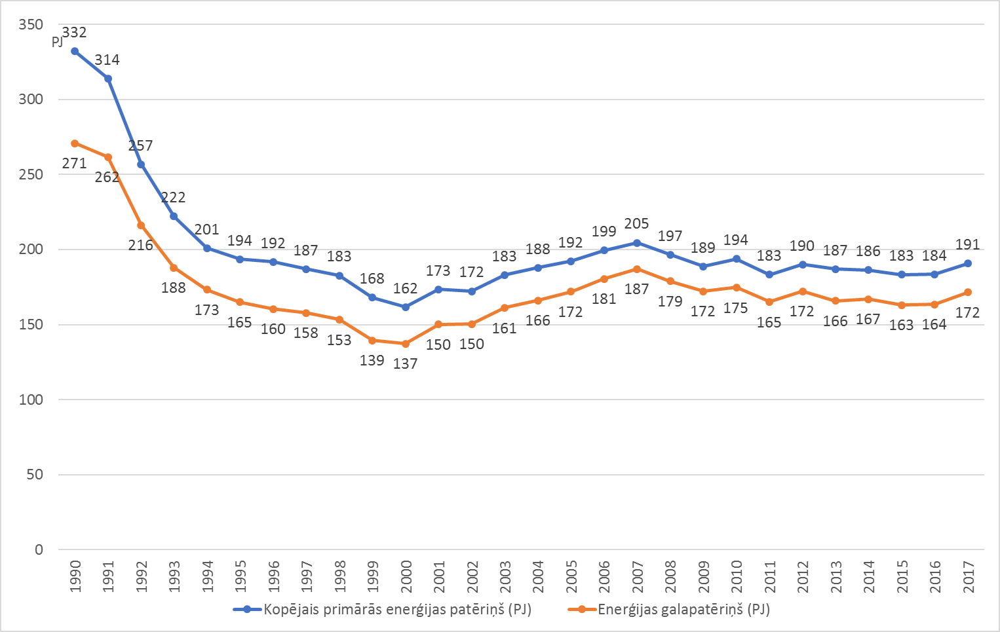 350
PJ
300
250
200
150
100
50
0
332 314 257 222 201 194 192 187 183 168 162 173 172 183 188 192 199 205 197 189 194 183 190 187 186 183 184 191
271 262 216 188 173 165 160 158 153 139 137 150 150 161 166 172 181 187 179 172 175 165 172 166 167 163 164 172
1990 1991 1992 1993 1994 1995 1996 1997 1998 1999 2000 2001 2002 2003 2004 2005 2006 2007 2008 2009 2010 2011 2012 2013 2014 2015 2016 2017
Kopējais primārās enerģijas patēriņš (PJ) Enerģijas galapatēriņš (PJ)